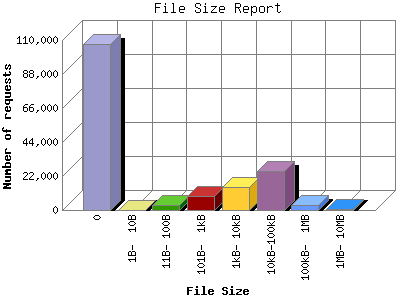 File Size Report
Number of requests
110,000
88,000
66,000
44,000
22,000
0
0
1B- 10B
11B- 100B
101B- 1kB
1kB- 10kB
10kB-100kB
100kB- 1MB
1MB- 10MB
File Size